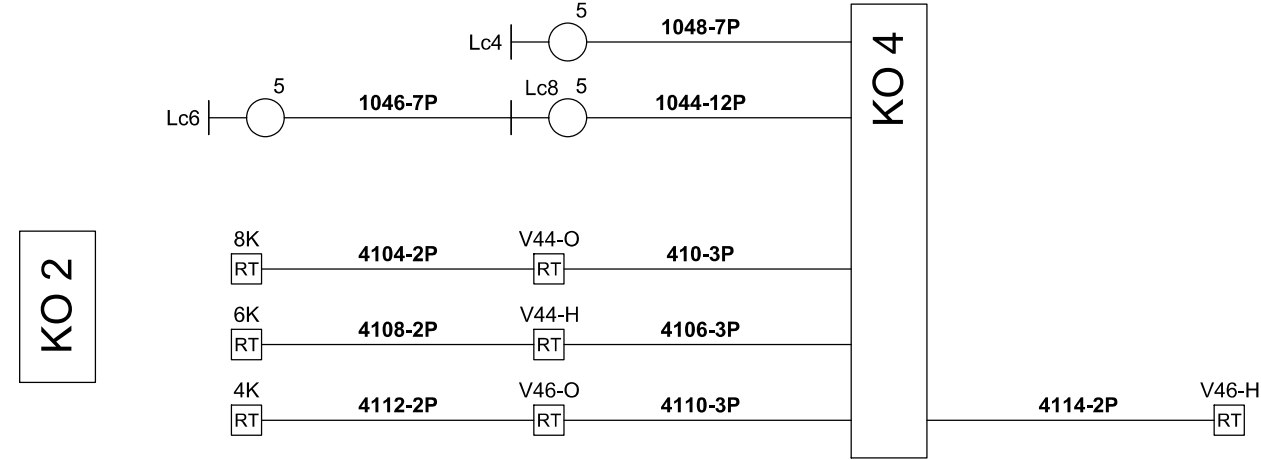 5
Lc4
1048-7P
KO 4
5
Lc6
1046-7P
Lc8
5
1044-12P
KO 2
8K
RT
4104-2P
V44-O
RT
410-3P
6K
RT
4108-2P
V44-H
RT
4106-3P
4K
RT
4112-2P
V46-O
RT
4110-3P
4114-2P
V46-H
RT